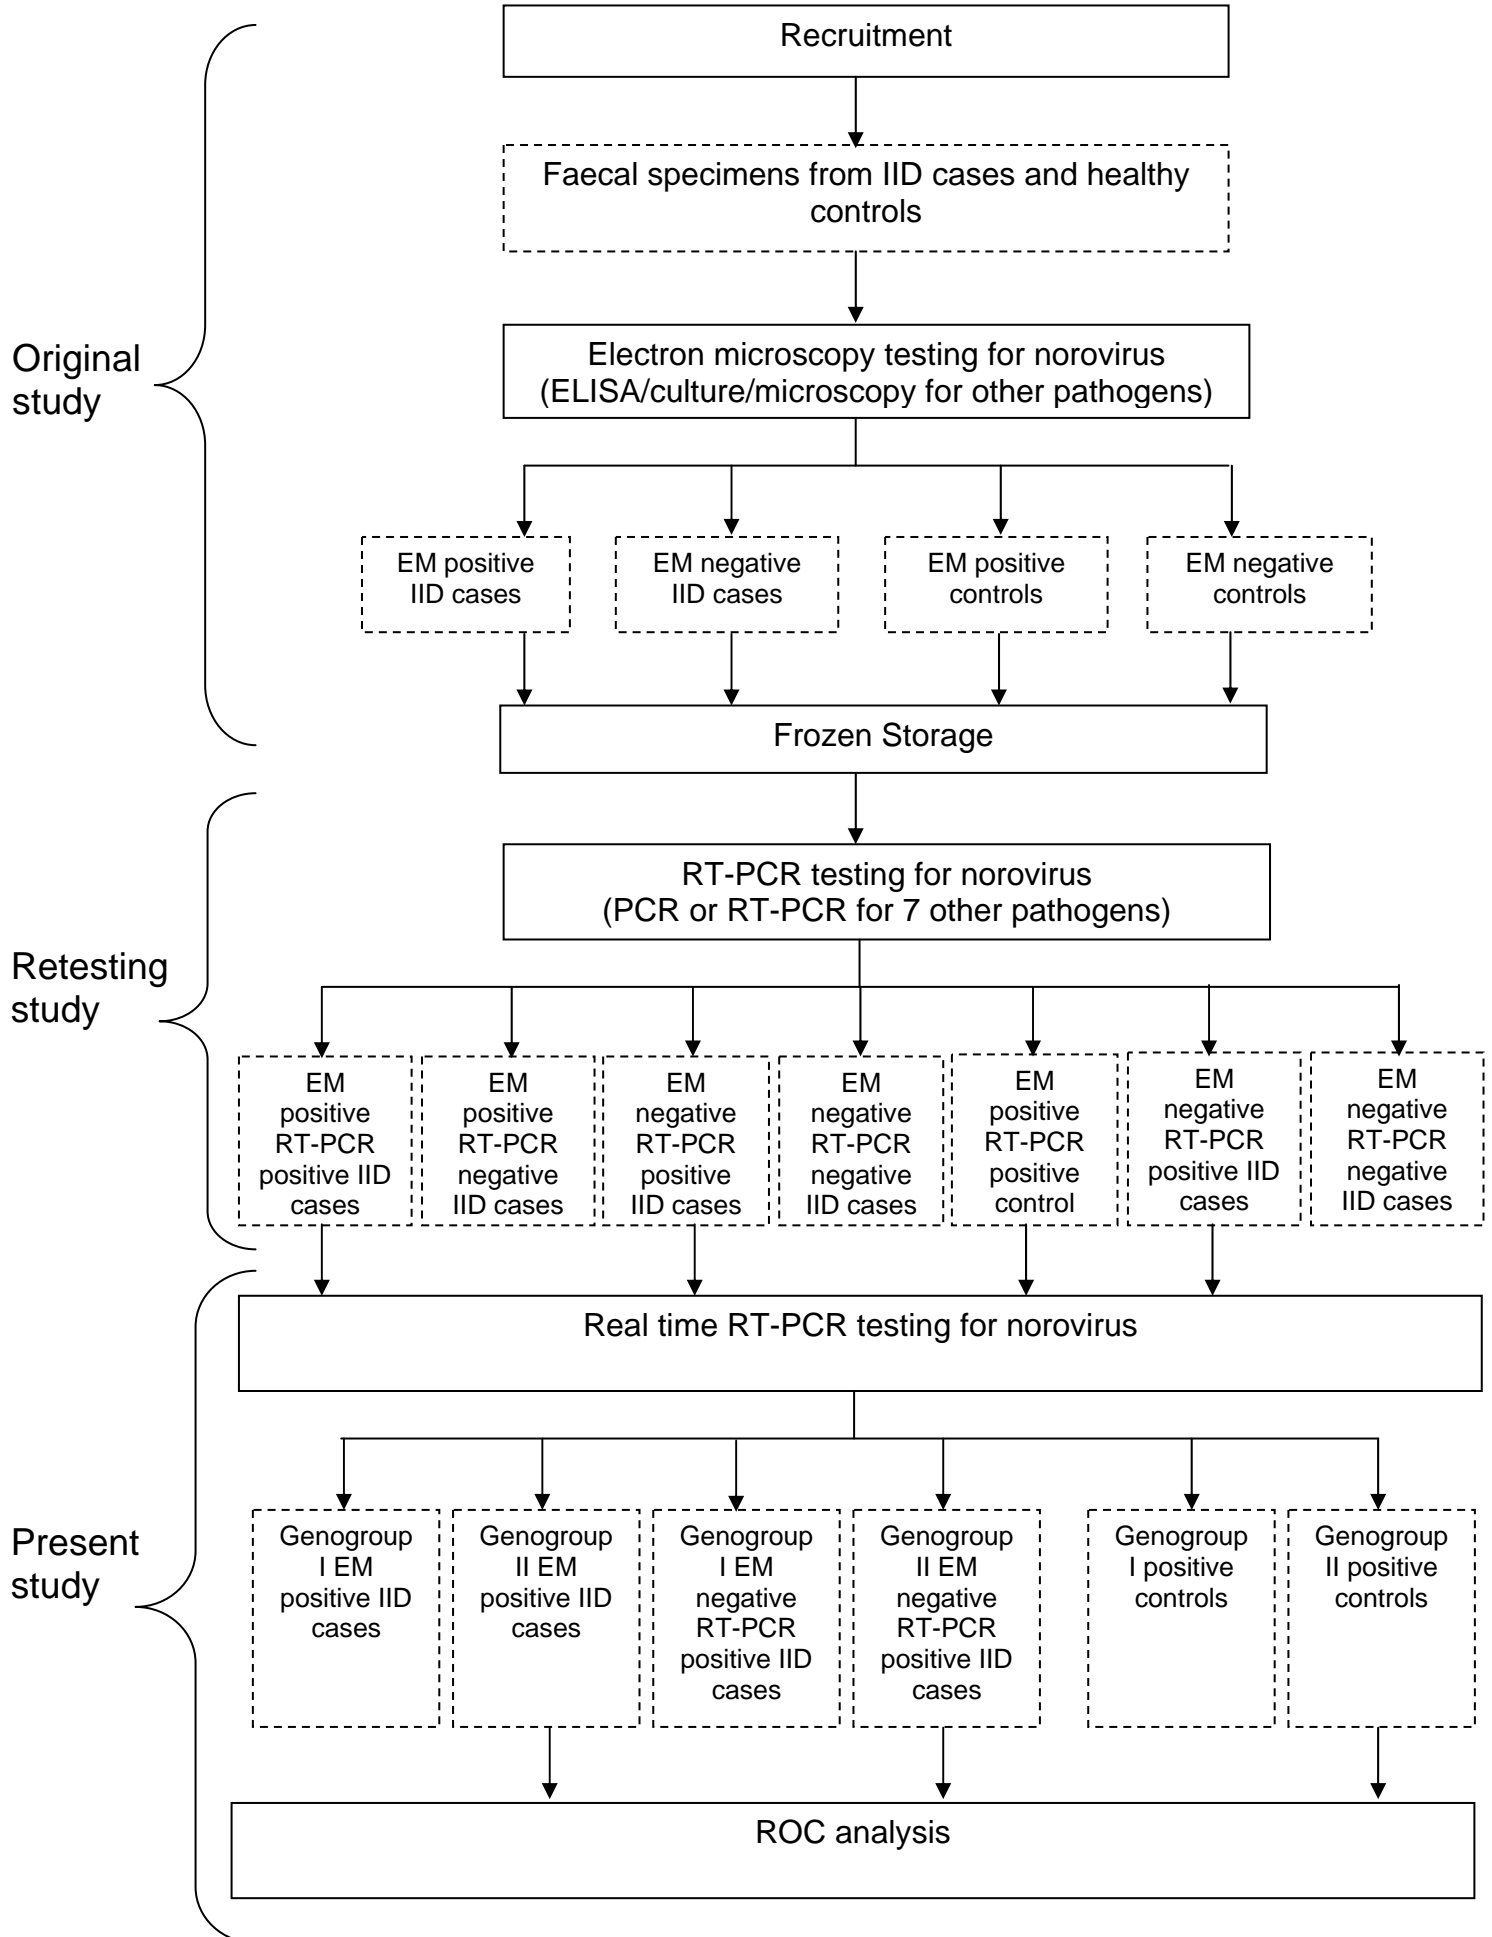 Recruitment
Faecal specimens from IID cases and healthy
controls
Original
study
Electron microscopy testing for norovirus
(ELISA/culture/microscopy for other pathogens)
EM positive
IID cases
EM negative
IID cases
EM positive
controls
EM negative
controls
Frozen Storage
Retesting
study
RT-PCR testing for norovirus
(PCR or RT-PCR for 7 other pathogens)
EM
positive
RT-PCR
positive IID
cases
EM
positive
RT-PCR
negative
IID cases
EM
negative
RT-PCR
positive
IID cases
EM
negative
RT-PCR
negative
IID cases
EM
positive
RT-PCR
positive
control
EM
negative
RT-PCR
positive IID
cases
EM
negative
RT-PCR
negative
IID cases
Present
study
Real time RT-PCR testing for norovirus
Genogroup
I EM
positive IID
cases
Genogroup
II EM
positive IID
cases
Genogroup
I EM
negative
RT-PCR
positive IID
cases
Genogroup
II EM
negative
RT-PCR
positive IID
cases
Genogroup
I positive
controls
Genogroup
II positive
controls
ROC analysis